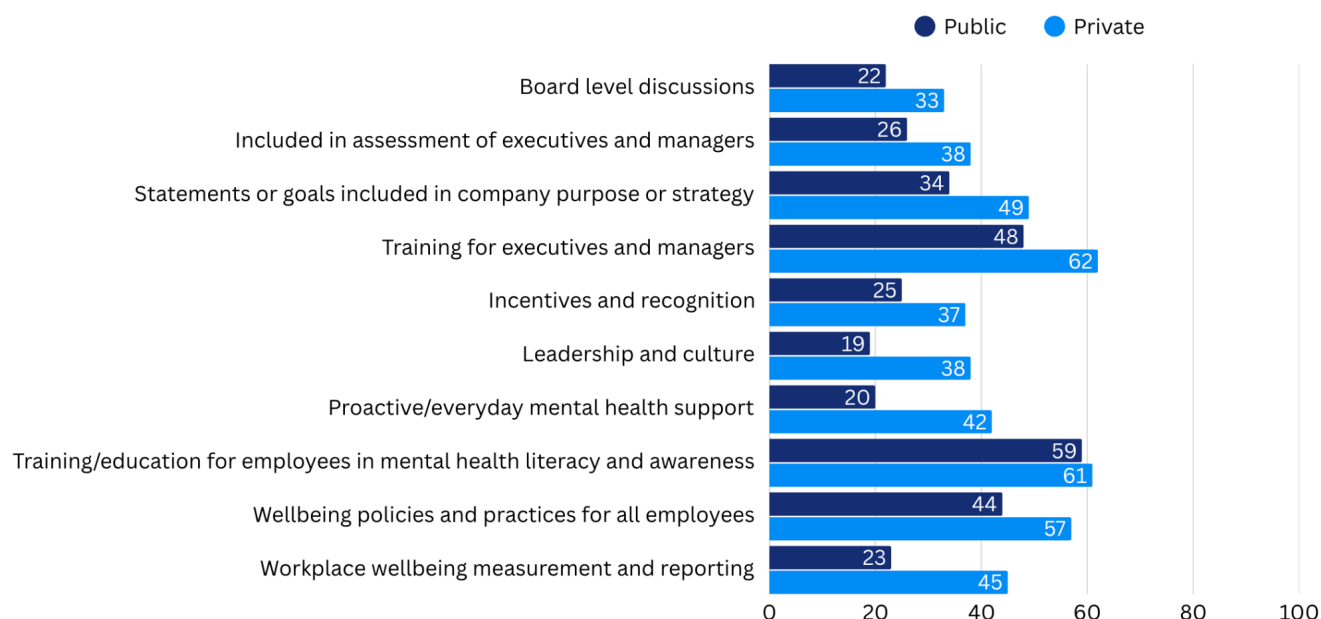 Public Private
Board level discussions 22
33
Included in assessment of executives and managers 26
38
Statements or goals included in company purpose or strategy 34
49
Training for executives and managers 48
62
Incentives and recognition 25
37
Leadership and culture 19
38
Proactive/everyday mental health support 20
42
Training/education for employees in mental health literacy and awareness 59
61
Wellbeing policies and practices for all employees 44
57
Workplace wellbeing measurement and reporting 23
45
0 20 40 60 80 100